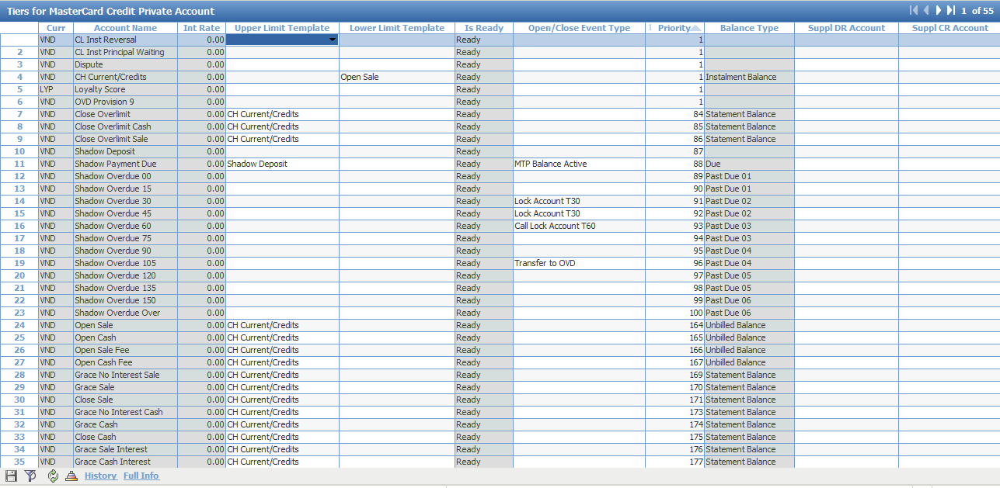 Tiers for MasterCard Credit Private Account 1 of 55
Curr Account Name Int Rate Upper Limit Template Lower Limit Template Is Ready Open/Close Event Type 1 Priority Balance Type Suppl DR Account Suppl CR Account
VND CL Inst Reversal 0.00 Ready 1
2 VND CL Inst Principal Waiting 0.00 Ready 1
3 VND Dispute 0.00 Ready 1
4 VND CH Current/Credits 0.00 Open Sale Ready 1 Instalment Balance
5 LYP Loyalty Score 0.00 Ready 1
6 VND OVD Provision 9 0.00 Ready 1
7 VND Close Overlimit 0.00 CH Current/Credits Ready 84 Statement Balance
8 VND Close Overlimit Cash 0.00 CH Current/Credits Ready 85 Statement Balance
9 VND Close Overlimit Sale 0.00 CH Current/Credits Ready 86 Statement Balance
10 VND Shadow Deposit 0.00 Ready 87
11 VND Shadow Payment Due 0.00 Shadow Deposit Ready MTP Balance Active 88 Due
12 VND Shadow Overdue 00 0.00 Ready 89 Past Due 01
13 VND Shadow Overdue 15 0.00 Ready 90 Past Due 01
14 VND Shadow Overdue 30 0.00 Ready Lock Account T30 91 Past Due 02
15 VND Shadow Overdue 45 0.00 Ready Lock Account T30 92 Past Due 02
16 VND Shadow Overdue 60 0.00 Ready Call Lock Account T60 93 Past Due 03
17 VND Shadow Overdue 75 0.00 Ready 94 Past Due 03
18 VND Shadow Overdue 90 0.00 Ready 95 Past Due 04
19 VND Shadow Overdue 105 0.00 Ready Transfer to OVD 96 Past Due 04
20 VND Shadow Overdue 120 0.00 Ready 97 Past Due 05
21 VND Shadow Overdue 135 0.00 Ready 98 Past Due 05
22 VND Shadow Overdue 150 0.00 Ready 99 Past Due 06
23 VND Shadow Overdue Over 0.00 Ready 100 Past Due 06
24 VND Open Sale 0.00 CH Current/Credits Ready 164 Unbilled Balance
25 VND Open Cash 0.00 CH Current/Credits Ready 165 Unbilled Balance
26 VND Open Sale Fee 0.00 CH Current/Credits Ready 166 Unbilled Balance
27 VND Open Cash Fee 0.00 CH Current/Credits Ready 167 Unbilled Balance
28 VND Grace No Interest Sale 0.00 CH Current/Credits Ready 169 Statement Balance
29 VND Grace Sale 0.00 CH Current/Credits Ready 170 Statement Balance
30 VND Close Sale 0.00 CH Current/Credits Ready 171 Statement Balance
31 VND Grace No Interest Cash 0.00 CH Current/Credits Ready 173 Statement Balance
32 VND Grace Cash 0.00 CH Current/Credits Ready 174 Statement Balance
33 VND Close Cash 0.00 CH Current/Credits Ready 175 Statement Balance
34 VND Grace Sale Interest 0.00 CH Current/Credits Ready 176 Statement Balance
35 VND Grace Cash Interest 0.00 CH Current/Credits Ready 177 Statement Balance
History Full Info